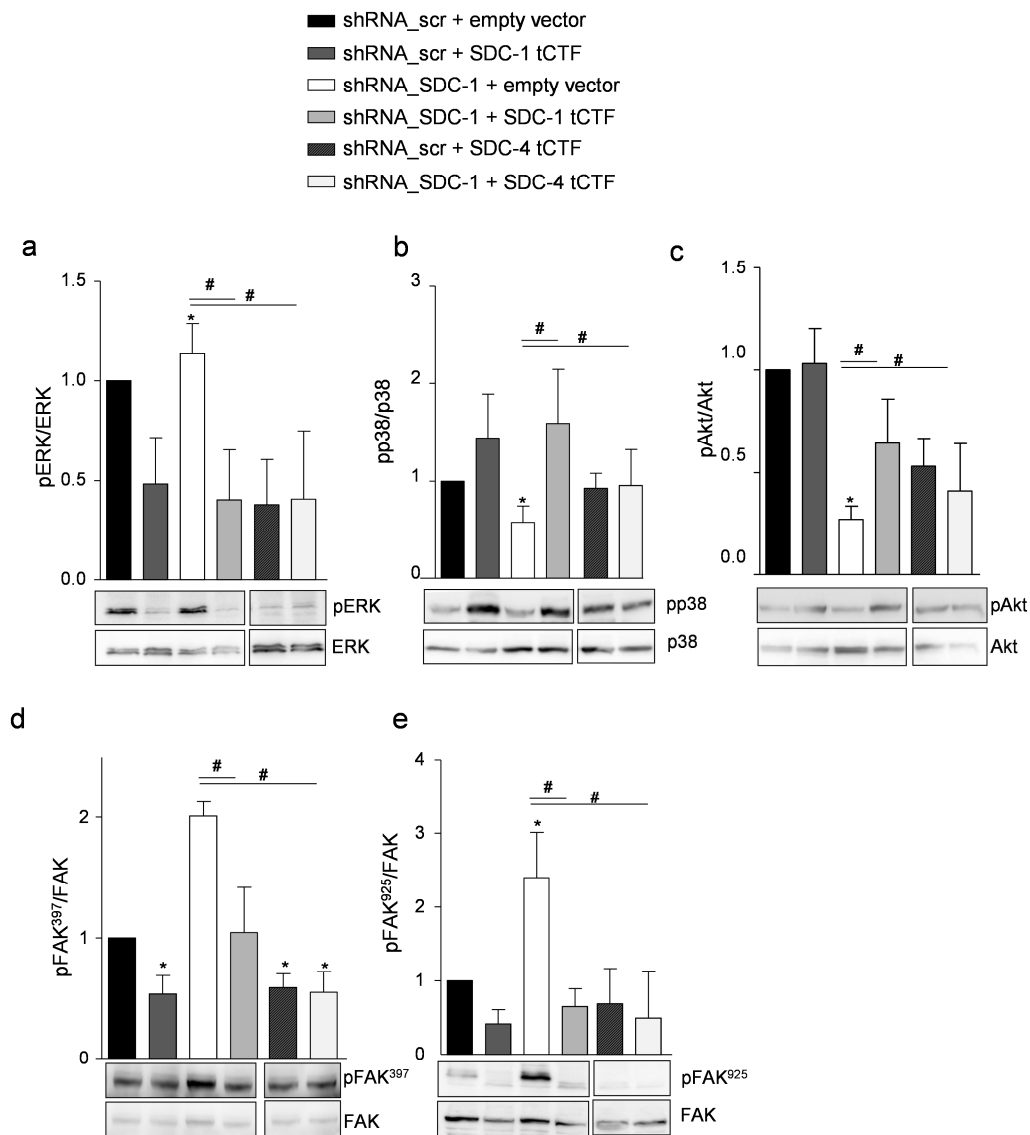 shRNA_scr + empty vector
shRNA_scr + SDC-1 tCTF
shRNA_SDC-1 + empty vector
shRNA_SDC-1 + SDC-1 tCTF
shRNA_scr + SDC-4 tCTF
shRNA_SDC-1 + SDC-4 tCTF
a
pERK/ERK
1.5
1.0
0.5
0.0
#
#
*
pERK
ERK
b
pp38/p38
3
2
1
0
#
#
*
pp38
p38
c
pAkt/Akt
1.5
1.0
0.5
0.0
#
#
*
pAkt
Akt
d
pFAK³⁹⁷/FAK
2
1
0
#
#
*
*
*
pFAK³⁹⁷
FAK
e
pFAK⁹²⁵/FAK
4
3
2
1
0
#
#
*
pFAK⁹²⁵
FAK